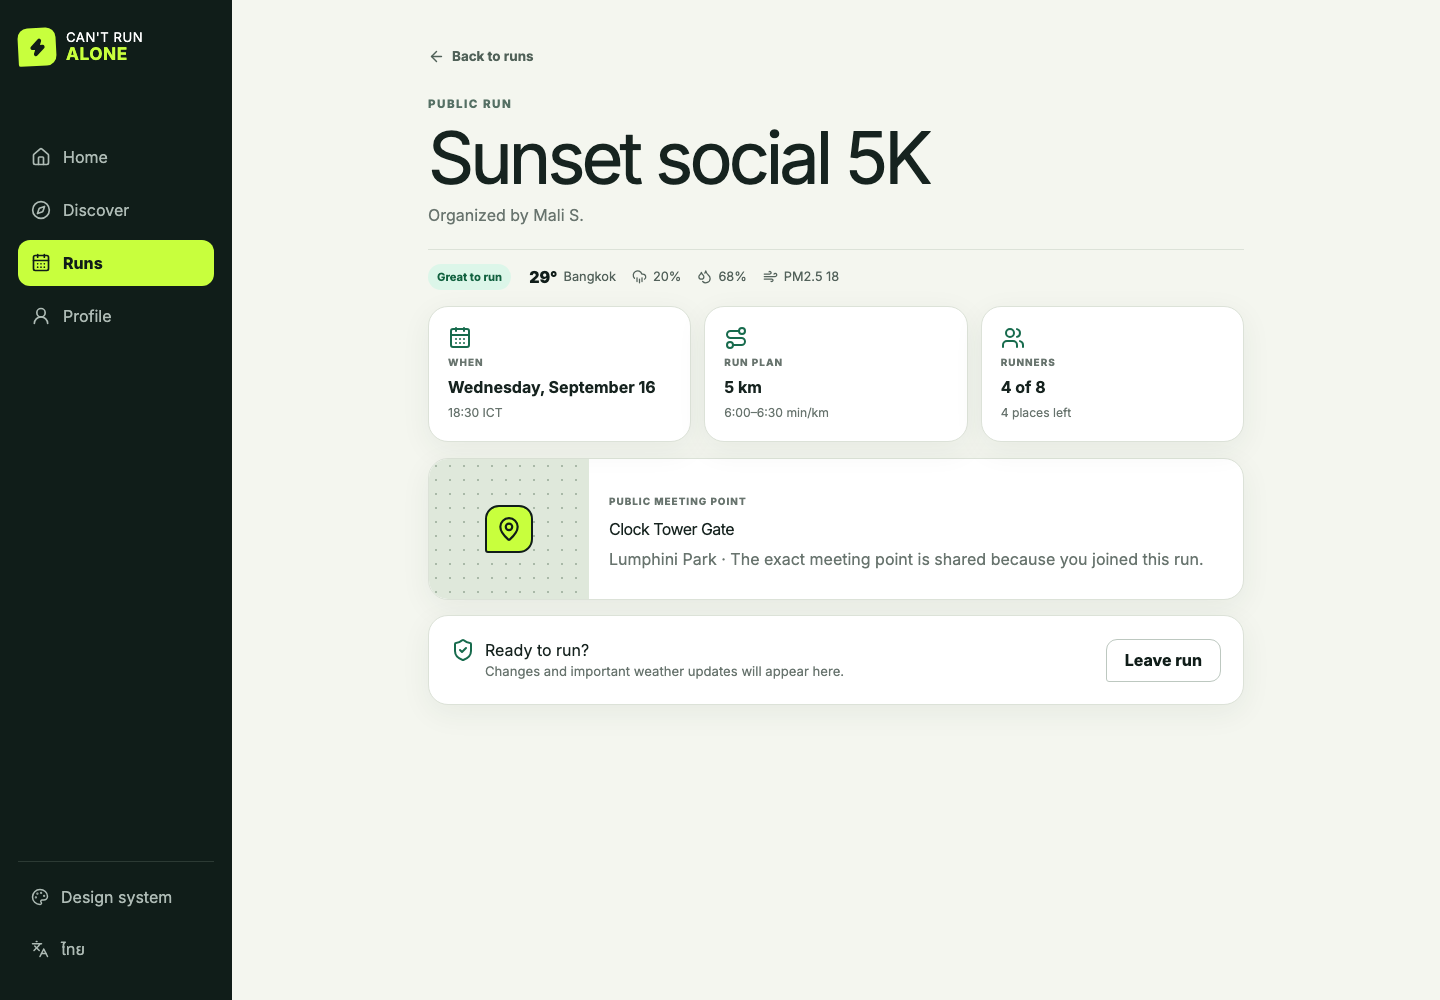 CAN'T RUN
ALONE
Home
Discover
Runs
Profile
Design system
ไทย
Back to runs
PUBLIC RUN
Sunset social 5K
Organized by Mali S.
Great to run 29° Bangkok 20% 68% PM2.5 18
WHEN
Wednesday, September 16
18:30 ICT
RUN PLAN
5 km
6:00–6:30 min/km
RUNNERS
4 of 8
4 places left
PUBLIC MEETING POINT
Clock Tower Gate
Lumphini Park · The exact meeting point is shared because you joined this run.
Ready to run?
Changes and important weather updates will appear here.
Leave run